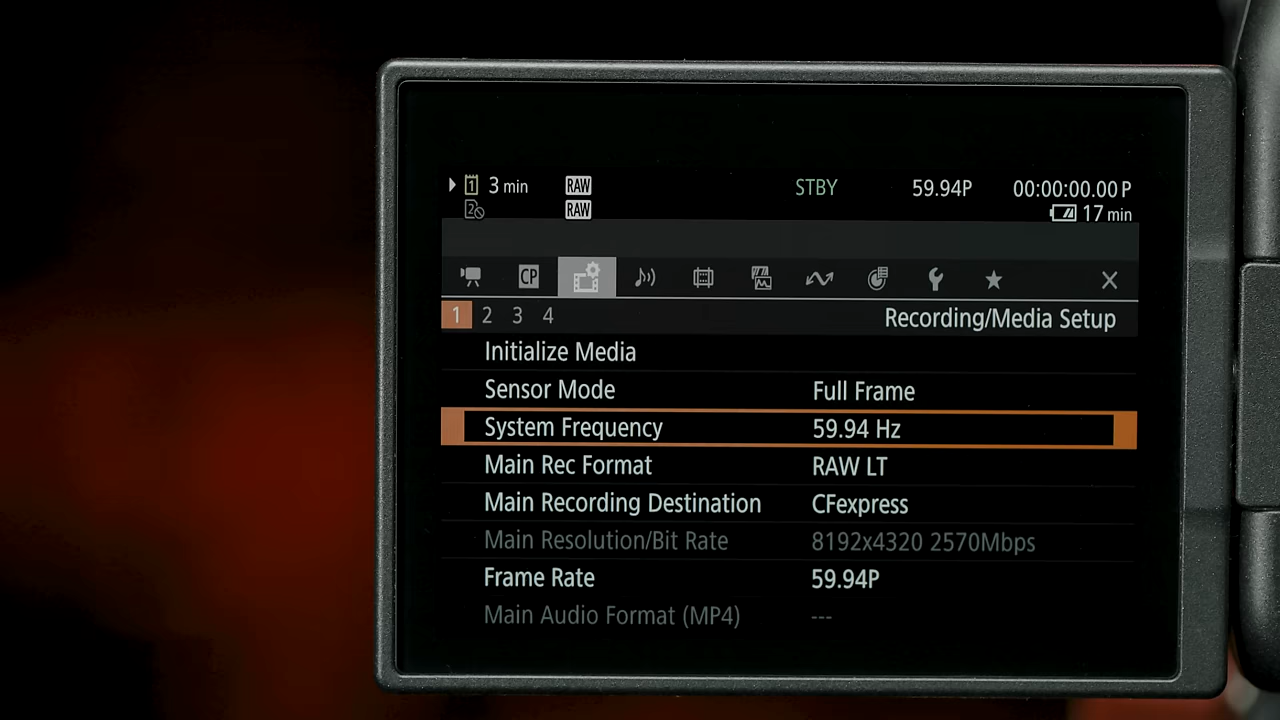 1 3 min RAW STBY 59.94P 00:00:00.00 P
2 RAW 17 min
CP
1 2 3 4 Recording/Media Setup
Initialize Media
Sensor Mode Full Frame
System Frequency 59.94 Hz
Main Rec Format RAW LT
Main Recording Destination CFexpress
Main Resolution/Bit Rate 8192x4320 2570Mbps
Frame Rate 59.94P
Main Audio Format (MP4) ---